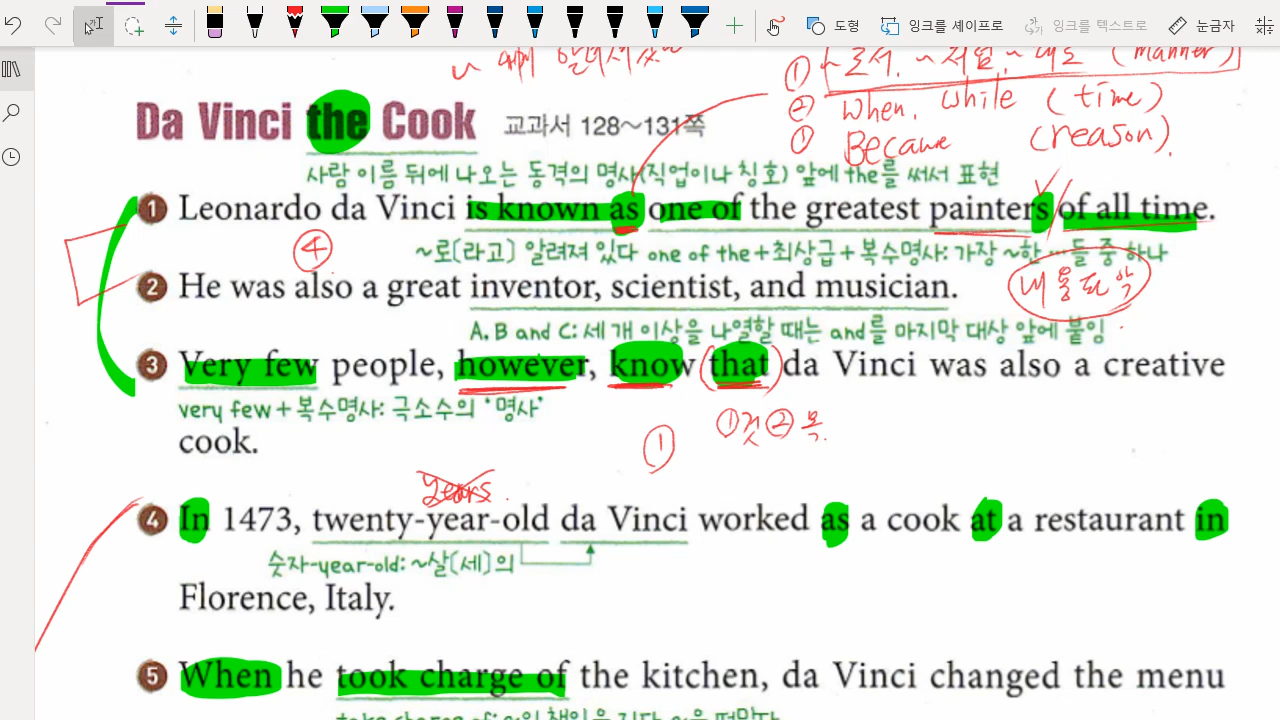 도형
잉크를 셰이프로
잉크를 텍스트로
눈금자
① ~로서, ~처럼, ~대로 (manner)
② When, while (time)
① Because (reason).
Da Vinci the Cook 교과서 128~131쪽
사람 이름 뒤에 나오는 동격의 명사(직업이나 칭호) 앞에 the를 써서 표현
1 Leonardo da Vinci is known as one of the greatest painters of all time.
④ ~로(라고) 알려져 있다 one of the+최상급+복수명사: 가장 ~한 …들 중 하나
2 He was also a great inventor, scientist, and musician.
내용파악
A, B and C: 세 개 이상을 나열할 때는 and를 마지막 대상 앞에 붙임
3 Very few people, however, know (that) da Vinci was also a creative
very few+복수명사: 극소수의 '명사'
① 것 ② 목
cook.
①
years
4 In 1473, twenty-year-old da Vinci worked as a cook at a restaurant in
숫자-year-old: ~살(세)의
Florence, Italy.
5 When he took charge of the kitchen, da Vinci changed the menu